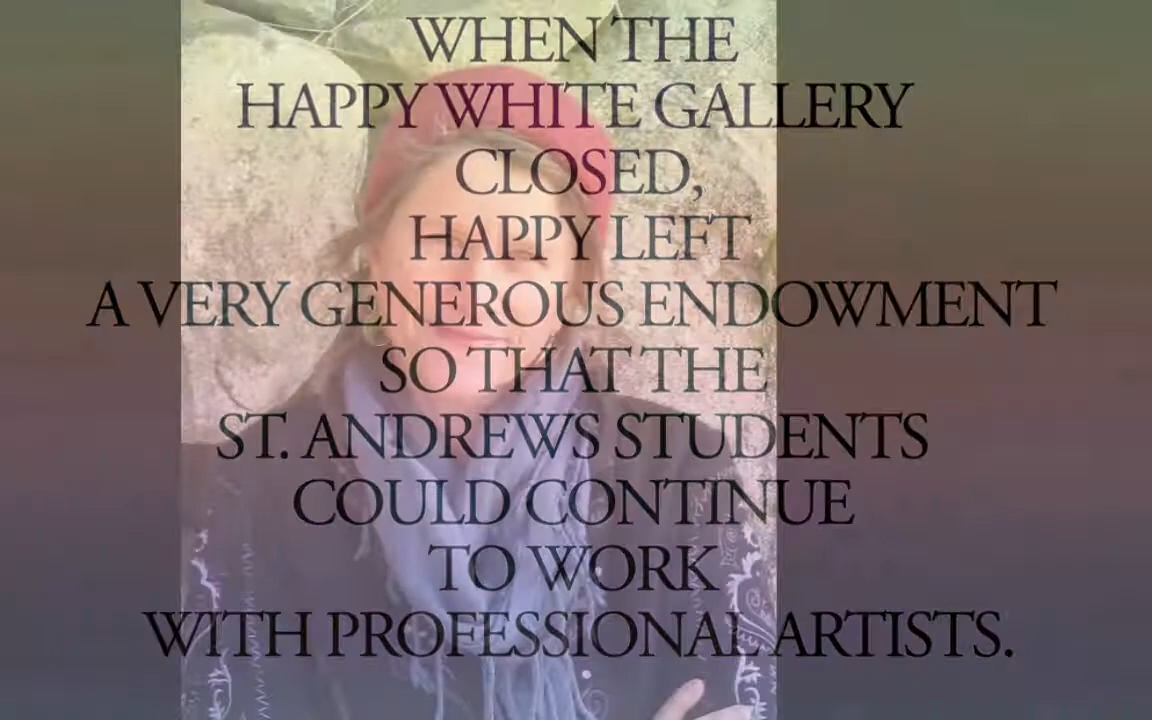 WHEN THE
HAPPY WHITE GALLERY
CLOSED,
HAPPY LEFT
A VERY GENEROUS ENDOWMENT
SO THAT THE
ST. ANDREWS STUDENTS
COULD CONTINUE
TO WORK
WITH PROFESSIONAL ARTISTS.